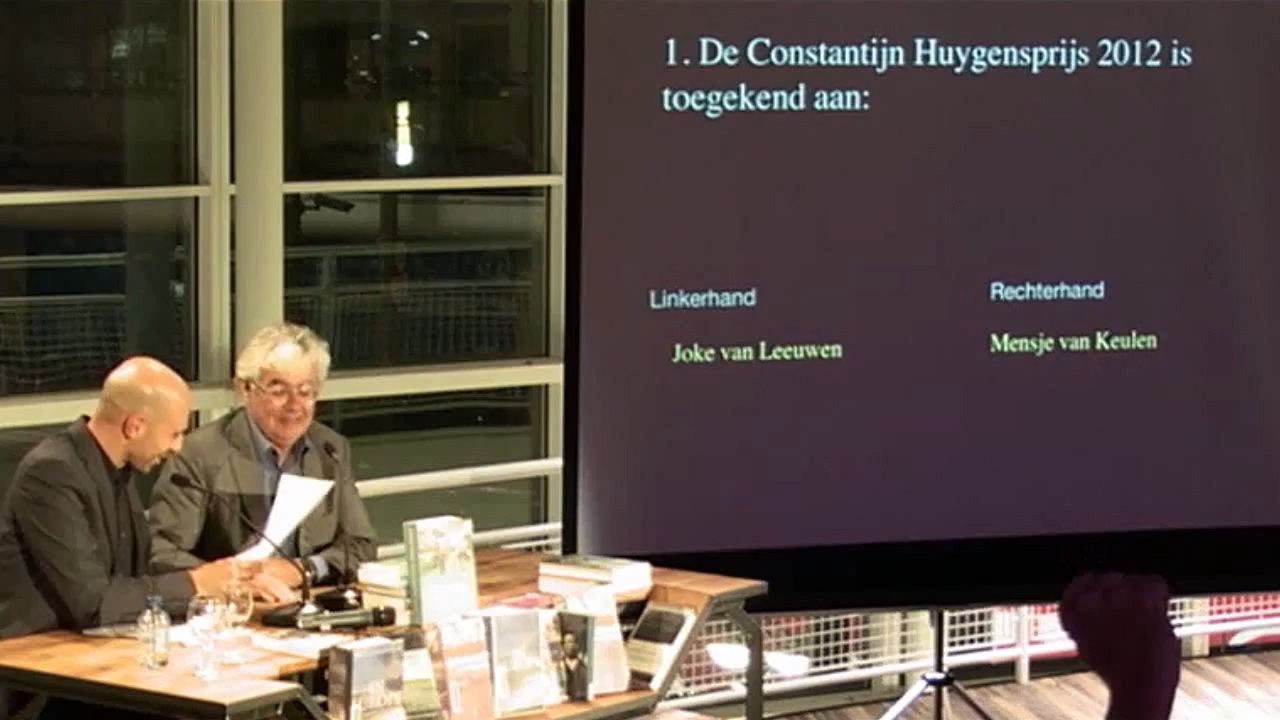 1. De Constantijn Huygensprijs 2012 is
toegekend aan:
Linkerhand
Rechterhand
Joke van Leeuwen
Mensje van Keulen